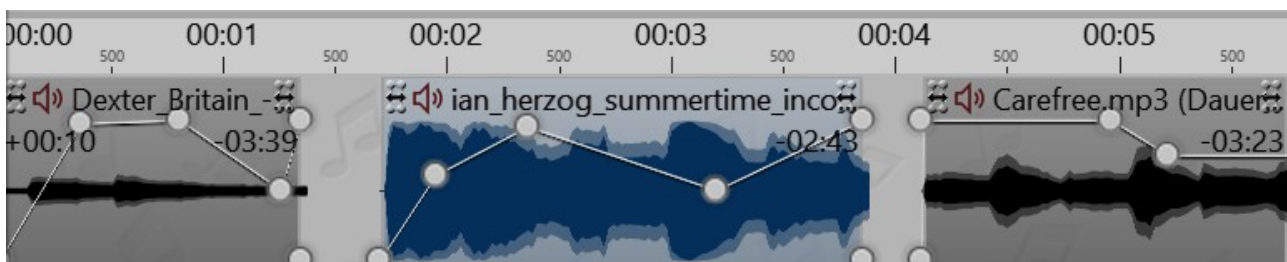 00:00 00:01 00:02 00:03 00:04 00:05
500 500 500 500 500 500
Dexter_Britain_- ian_herzog_summertime_inco... Carefree.mp3 (Dauer
+00:10 -03:39 -02:43 -03:23